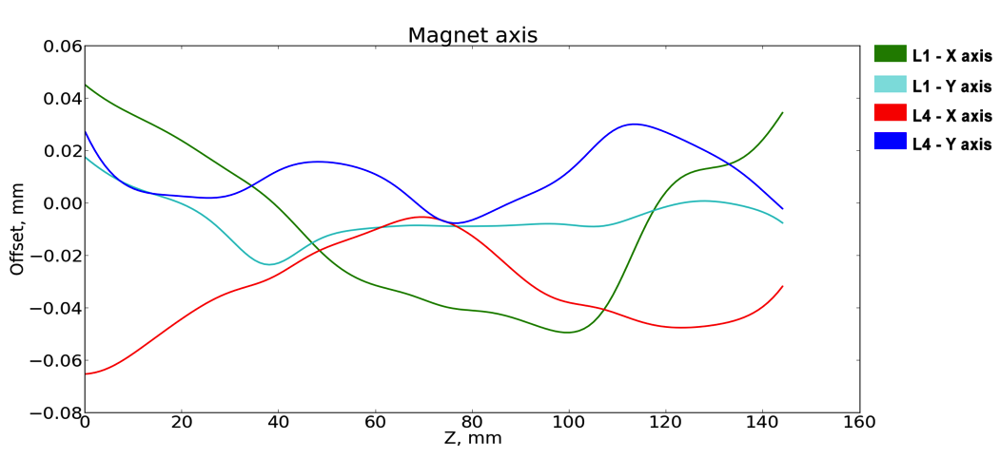 Magnet axis
0.06
0.04
0.02
0.00
−0.02
−0.04
−0.06
−0.08
Offset, mm
0 20 40 60 80 100 120 140 160
Z, mm
L1 - X axis
L1 - Y axis
L4 - X axis
L4 - Y axis